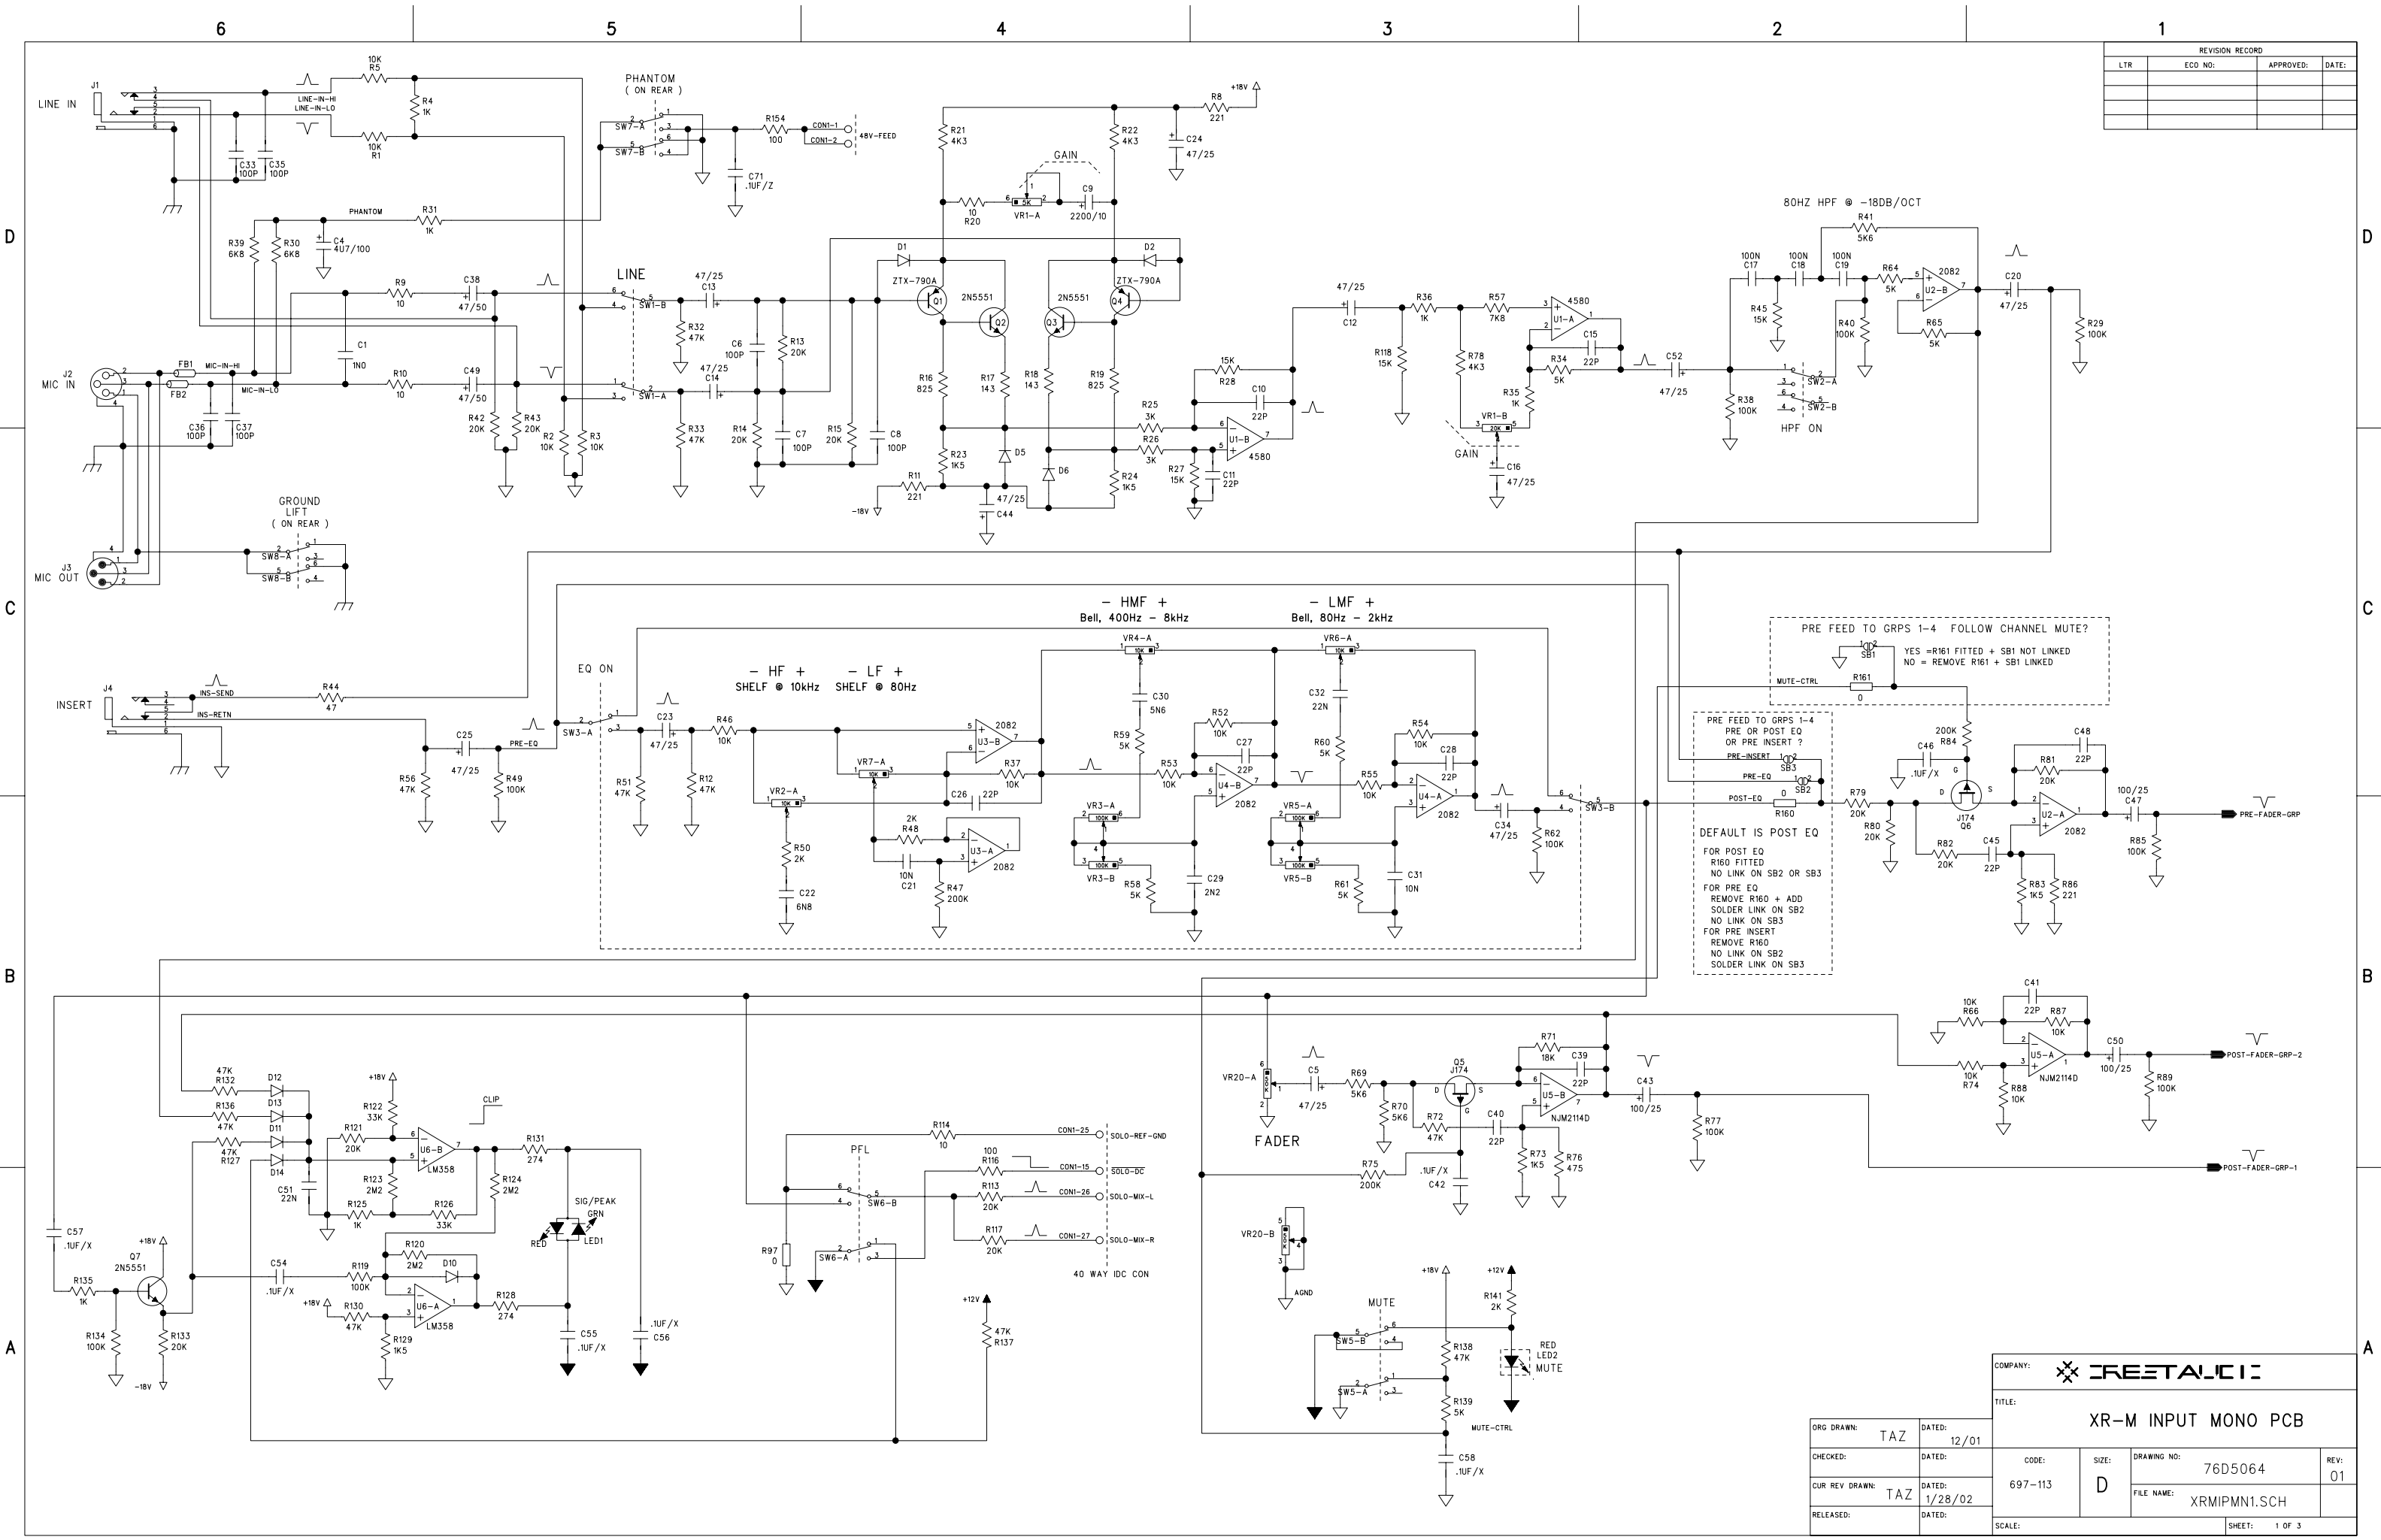 6 5 4 3 2 1
REVISION RECORD
LTR ECO NO: APPROVED: DATE:
D
C
B
A
LINE IN
J1
3
4
5
2
1
6
10K
R5
LINE-IN-HI
LINE-IN-LO
R4
1K
10K
R1
C33
100P
C35
100P
PHANTOM
( ON REAR )
SW7-A
SW7-B
R154
100
CON1-1
CON1-2
48V-FEED
C71
.1UF/Z
PHANTOM
R31
1K
R39
6K8
R30
6K8
C4
4U7/100
R9
10
C38
47/50
C1
1N0
J2
MIC IN
FB1
MIC-IN-HI
FB2
MIC-IN-LO
R10
10
C49
47/50
C36
100P
C37
100P
R42
20K
R43
20K
R2
10K
R3
10K
LINE
SW1-B
SW1-A
R32
47K
R33
47K
47/25
C13
47/25
C14
C6
100P
R13
20K
R14
20K
C7
100P
R15
20K
C8
100P
R21
4K3
R22
4K3
R8
221
+18V
C24
47/25
GAIN
10
R20
5K
VR1-A
C9
2200/10
D1
D2
ZTX-790A
Q1
2N5551
Q2
2N5551
Q3
ZTX-790A
Q4
R16
825
R17
143
R18
143
R19
825
R23
1K5
D5
D6
R24
1K5
R11
221
-18V
47/25
C44
R25
3K
R26
3K
R27
15K
C11
22P
15K
R28
C10
22P
U1-B
4580
47/25
C12
R118
15K
R36
1K
R57
7K8
R78
4K3
4580
U1-A
C15
22P
R34
5K
R35
1K
VR1-B
20K
GAIN
C16
47/25
C52
47/25
R38
100K
80HZ HPF @ -18DB/OCT
R41
5K6
100N
C17
100N
C18
100N
C19
R45
15K
R40
100K
R64
5K
2082
U2-B
R65
5K
SW2-A
SW2-B
HPF ON
C20
47/25
R29
100K
GROUND
LIFT
( ON REAR )
SW8-A
SW8-B
J3
MIC OUT
INSERT
J4
INS-SEND
INS-RETN
R44
47
R56
47K
C25
47/25
PRE-EQ
R49
100K
EQ ON
SW3-A
R51
47K
C23
47/25
R12
47K
R46
10K
- HF +
SHELF @ 10kHz
- LF +
SHELF @ 80Hz
VR2-A
10K
R50
2K
C22
6N8
VR7-A
10K
2082
U3-B
R37
10K
C26
22P
2K
R48
10N
C21
U3-A
2082
R47
200K
- HMF +
Bell, 400Hz - 8kHz
VR4-A
10K
C30
5N6
R59
5K
VR3-A
100K
100K
VR3-B
R58
5K
R53
10K
R52
10K
C27
22P
U4-B
2082
C29
2N2
- LMF +
Bell, 80Hz - 2kHz
VR6-A
10K
C32
22N
R60
5K
VR5-A
100K
100K
VR5-B
R61
5K
R55
10K
R54
10K
C28
22P
U4-A
2082
C31
10N
C34
47/25
R62
100K
SW3-B
PRE FEED TO GRPS 1-4 FOLLOW CHANNEL MUTE?
SB1
YES =R161 FITTED + SB1 NOT LINKED
NO = REMOVE R161 + SB1 LINKED
MUTE-CTRL
R161
0
PRE FEED TO GRPS 1-4
PRE OR POST EQ
OR PRE INSERT ?
PRE-INSERT
SB3
PRE-EQ
SB2
POST-EQ
0
R160
DEFAULT IS POST EQ
FOR POST EQ
R160 FITTED
NO LINK ON SB2 OR SB3
FOR PRE EQ
REMOVE R160 + ADD
SOLDER LINK ON SB2
NO LINK ON SB3
FOR PRE INSERT
REMOVE R160
NO LINK ON SB2
SOLDER LINK ON SB3
R79
20K
R80
20K
200K
R84
C46
.1UF/X
D
G
S
J174
Q6
R82
20K
C45
22P
R83
1K5
R86
221
C48
22P
R81
20K
U2-A
2082
100/25
C47
R85
100K
PRE-FADER-GRP
C57
.1UF/X
R135
1K
R134
100K
Q7
2N5551
+18V
R133
20K
-18V
47K
R132
D12
R136
47K
D13
D11
47K
R127
D14
C51
22N
R121
20K
+18V
R122
33K
R123
2M2
R125
1K
R126
33K
U6-B
LM358
CLIP
R131
274
R124
2M2
SIG/PEAK
GRN
RED
LED1
C54
.1UF/X
R119
100K
R120
2M2
D10
+18V
R130
47K
R129
1K5
U6-A
LM358
R128
274
C55
.1UF/X
.1UF/X
C56
PFL
SW6-B
SW6-A
R97
0
R114
10
100
R116
R113
20K
R117
20K
CON1-25
SOLO-REF-GND
CON1-15
SOLO-DC
CON1-26
SOLO-MIX-L
CON1-27
SOLO-MIX-R
40 WAY IDC CON
+12V
47K
R137
VR20-A
FADER
C5
47/25
R69
5K6
R70
5K6
R72
47K
Q5
J174
D
S
G
R75
200K
.1UF/X
C42
C40
22P
R73
1K5
R76
475
R71
18K
C39
22P
U5-B
NJM2114D
C43
100/25
R77
100K
VR20-B
AGND
MUTE
SW5-B
SW5-A
+18V
R138
47K
R139
5K
MUTE-CTRL
C58
.1UF/X
+12V
R141
2K
RED
LED2
MUTE
10K
R66
10K
R74
R88
10K
C41
22P
R87
10K
U5-A
NJM2114D
C50
100/25
R89
100K
POST-FADER-GRP-2
POST-FADER-GRP-1
COMPANY:
TITLE:
XR-M INPUT MONO PCB
ORG DRAWN: TAZ DATED: 12/01
CHECKED: DATED:
CUR REV DRAWN: TAZ DATED: 1/28/02
RELEASED: DATED:
CODE: 697-113
SIZE: D
DRAWING NO: 76D5064
REV: 01
FILE NAME: XRMIPMN1.SCH
SCALE:
SHEET: 1 OF 3